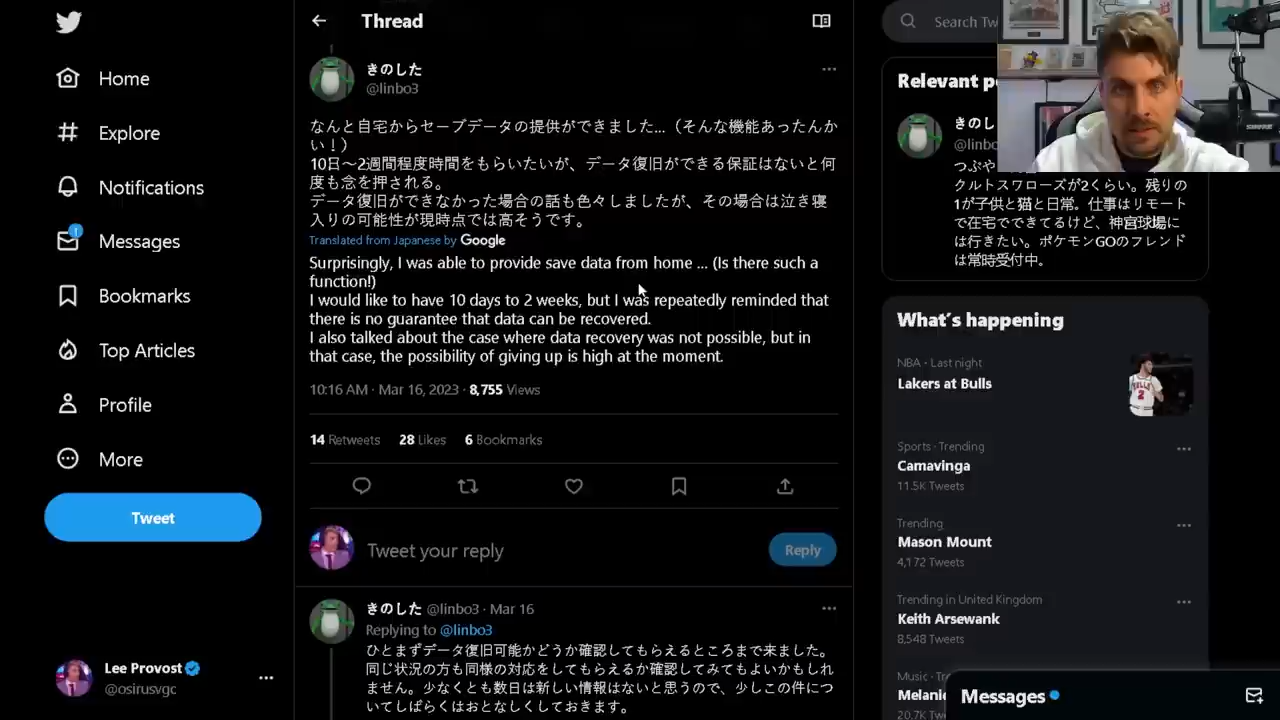 Home
Explore
Notifications
Messages
1
Bookmarks
Top Articles
Profile
More
Tweet
Lee Provost
@osirusvgc
Thread
きのした
@linbo3
なんと自宅からセーブデータの提供ができました...（そんな機能あったんか
い！）
10日〜2週間程度時間をもらいたいが、データ復旧ができる保証はないと何
度も念を押される。
データ復旧ができなかった場合の話も色々しましたが、その場合は泣き寝
入りの可能性が現時点では高そうです。
Translated from Japanese by Google
Surprisingly, I was able to provide save data from home ... (Is there such a
function!)
I would like to have 10 days to 2 weeks, but I was repeatedly reminded that
there is no guarantee that data can be recovered.
I also talked about the case where data recovery was not possible, but in
that case, the possibility of giving up is high at the moment.
10:16 AM · Mar 16, 2023 · 8,755 Views
14 Retweets 28 Likes 6 Bookmarks
Tweet your reply
Reply
きのした @linbo3 · Mar 16
Replying to @linbo3
ひとまずデータ復旧可能かどうか確認してもらえるところまで来ました。
同じ状況の方も同様の対応をしてもらえるか確認してみてもよいかもしれ
ません。少なくとも数日は新しい情報はないと思うので、少しこの件につ
いてしばらくはおとなしくしておきます。
Search Tw
Relevant p
きのし
@linbo
つぶや
クルトスワローズが2くらい。残りの
1が子供と猫と日常。仕事はリモート
で在宅でできてるけど、神宮球場に
は行きたい。ポケモンGOのフレンド
は常時受付中。
What's happening
NBA · Last night
Lakers at Bulls
Sports · Trending
Camavinga
11.5K Tweets
Trending
Mason Mount
4,172 Tweets
Trending in United Kingdom
Keith Arsewank
8,548 Tweets
Music · Tre
Melanie
20.7K Tweets
Messages